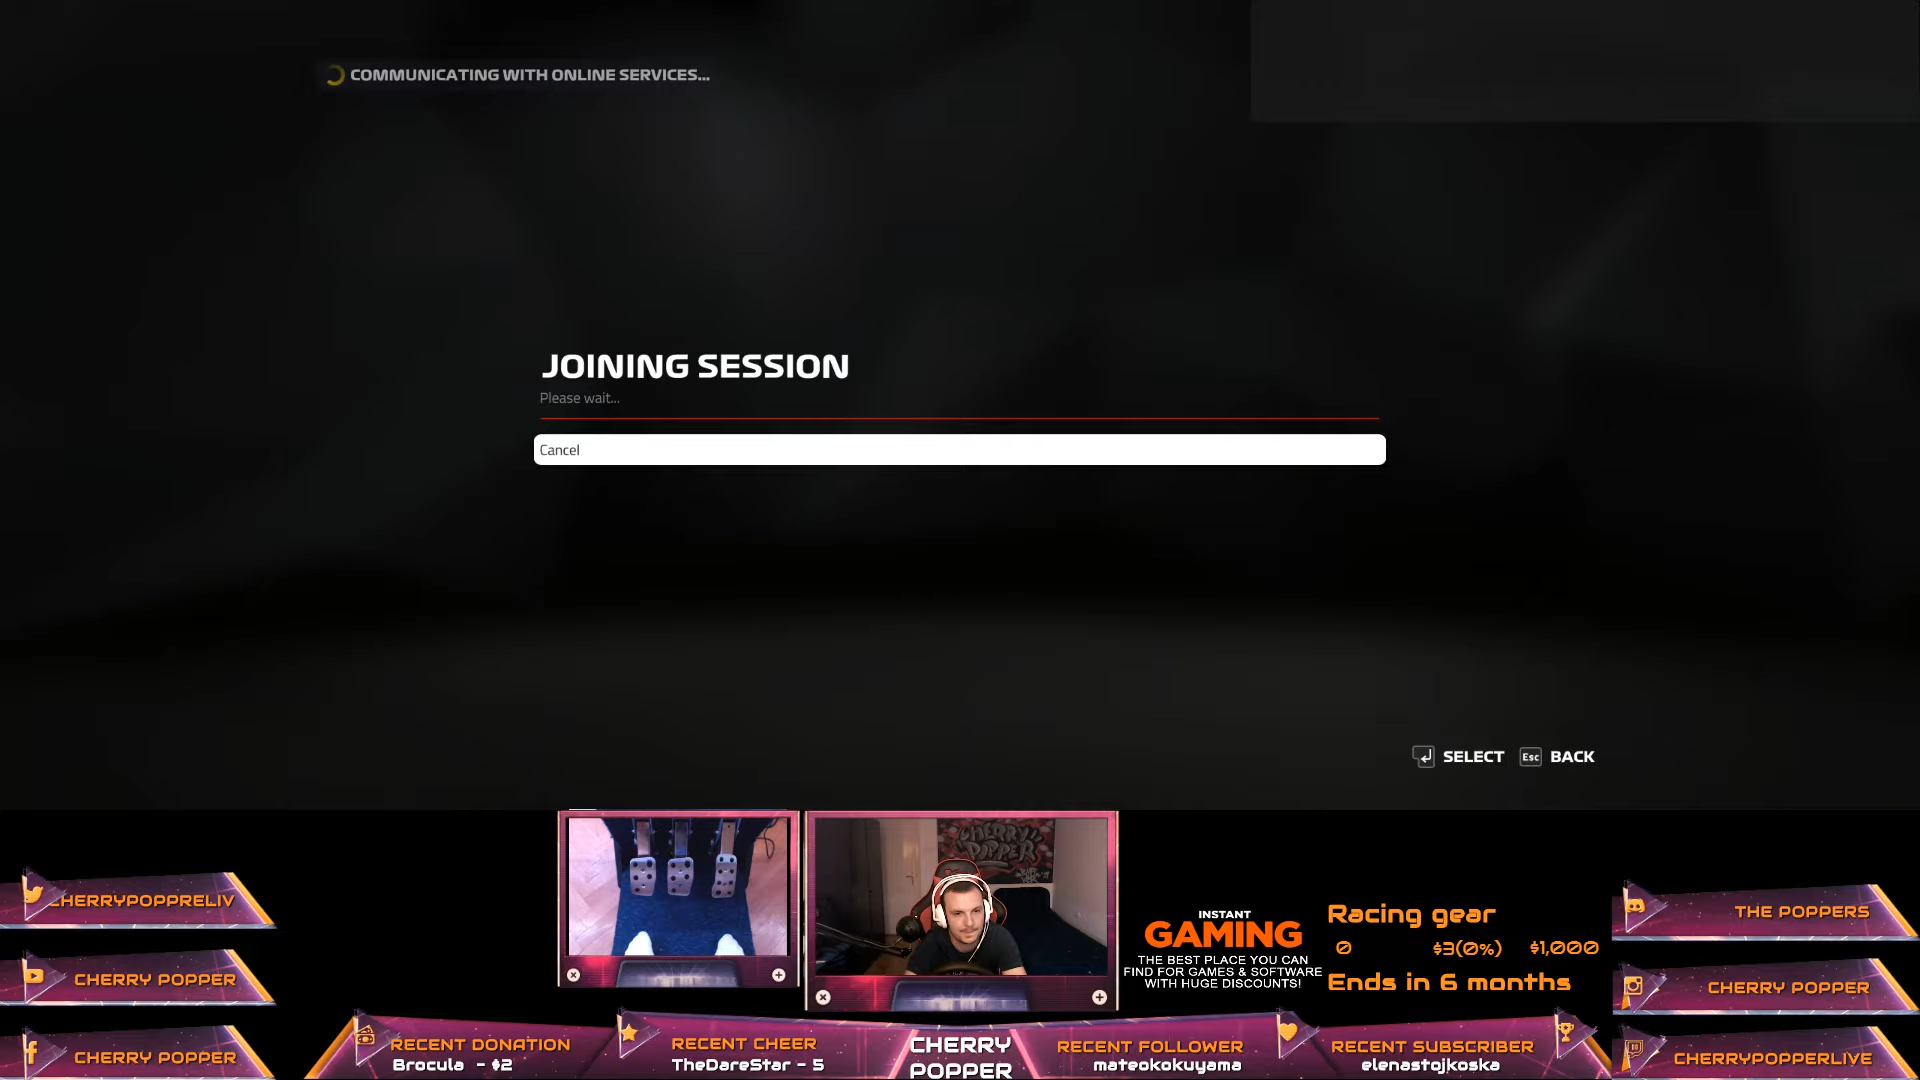 COMMUNICATING WITH ONLINE SERVICES...
JOINING SESSION
Please wait...
Cancel
SELECT
Esc BACK
CHERRYPOPPRELIV
CHERRY POPPER
CHERRY POPPER
CHERRY POPPER
INSTANT
GAMING
THE BEST PLACE YOU CAN
FIND FOR GAMES & SOFTWARE
WITH HUGE DISCOUNTS!
Racing gear
0 $3(0%) $1,000
Ends in 6 months
THE POPPERS
CHERRY POPPER
CHERRYPOPPERLIVE
RECENT DONATION
Brocula - $2
RECENT CHEER
TheDareStar - 5
CHERRY
POPPER
RECENT FOLLOWER
mateokokuyama
RECENT SUBSCRIBER
elenastojkoska